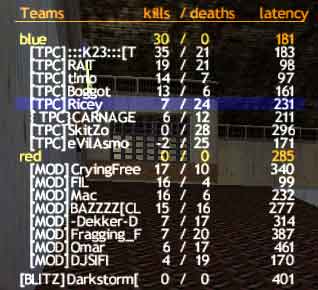 Teams kills / deaths latency
blue 30 / 0 181
[TPC]:::K23:::[T 35 / 21 183
[TPC]RAIT 19 / 21 98
[TPC]t!mo 14 / 7 97
[TPC]Boggot 13 / 6 161
[TPC]Ricey 7 / 24 231
[TPC]CARNAGE 6 / 12 211
[TPC]SkitZo 0 / 28 296
[TPC]eVilAsmo -2 / 25 171
red 0 / 0 285
[MOD]CryingFree 17 / 10 340
[MOD]FIL 16 / 4 99
[MOD]Mac 16 / 6 232
[MOD]BAZZZZ[CL 15 / 16 277
[MOD]-Dekker-D 7 / 17 314
[MOD]Fragging_F 7 / 20 387
[MOD]Omar 6 / 17 461
[MOD]DJSIFI 4 / 19 170
[BLITZ]Darkstorm[ 0 / 0 401